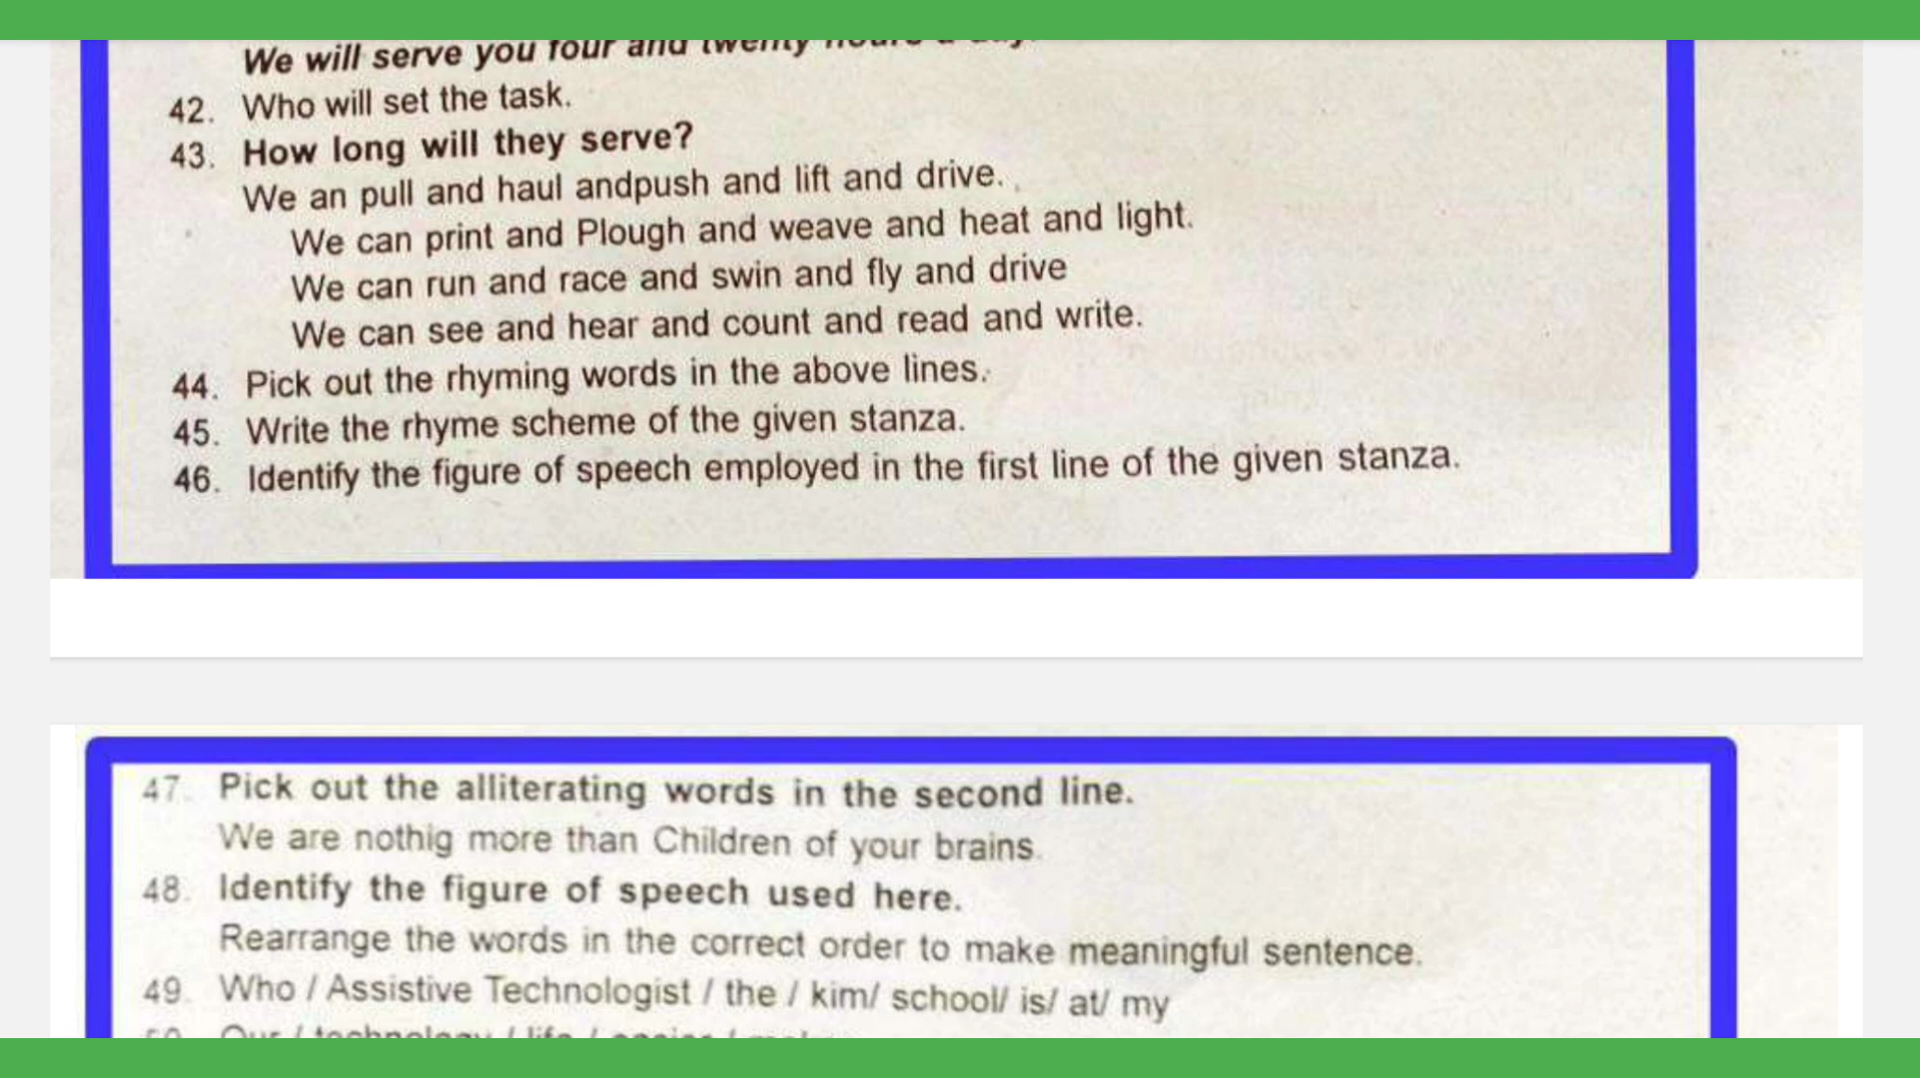 We will serve you four and twenty hours a day.
42. Who will set the task.
43. How long will they serve?
We an pull and haul andpush and lift and drive.
We can print and Plough and weave and heat and light.
We can run and race and swin and fly and drive
We can see and hear and count and read and write.
44. Pick out the rhyming words in the above lines.
45. Write the rhyme scheme of the given stanza.
46. Identify the figure of speech employed in the first line of the given stanza.
47. Pick out the alliterating words in the second line.
We are nothig more than Children of your brains.
48. Identify the figure of speech used here.
Rearrange the words in the correct order to make meaningful sentence.
49. Who / Assistive Technologist / the / kim/ school/ is/ at/ my
50. Our / technology / life / easier /